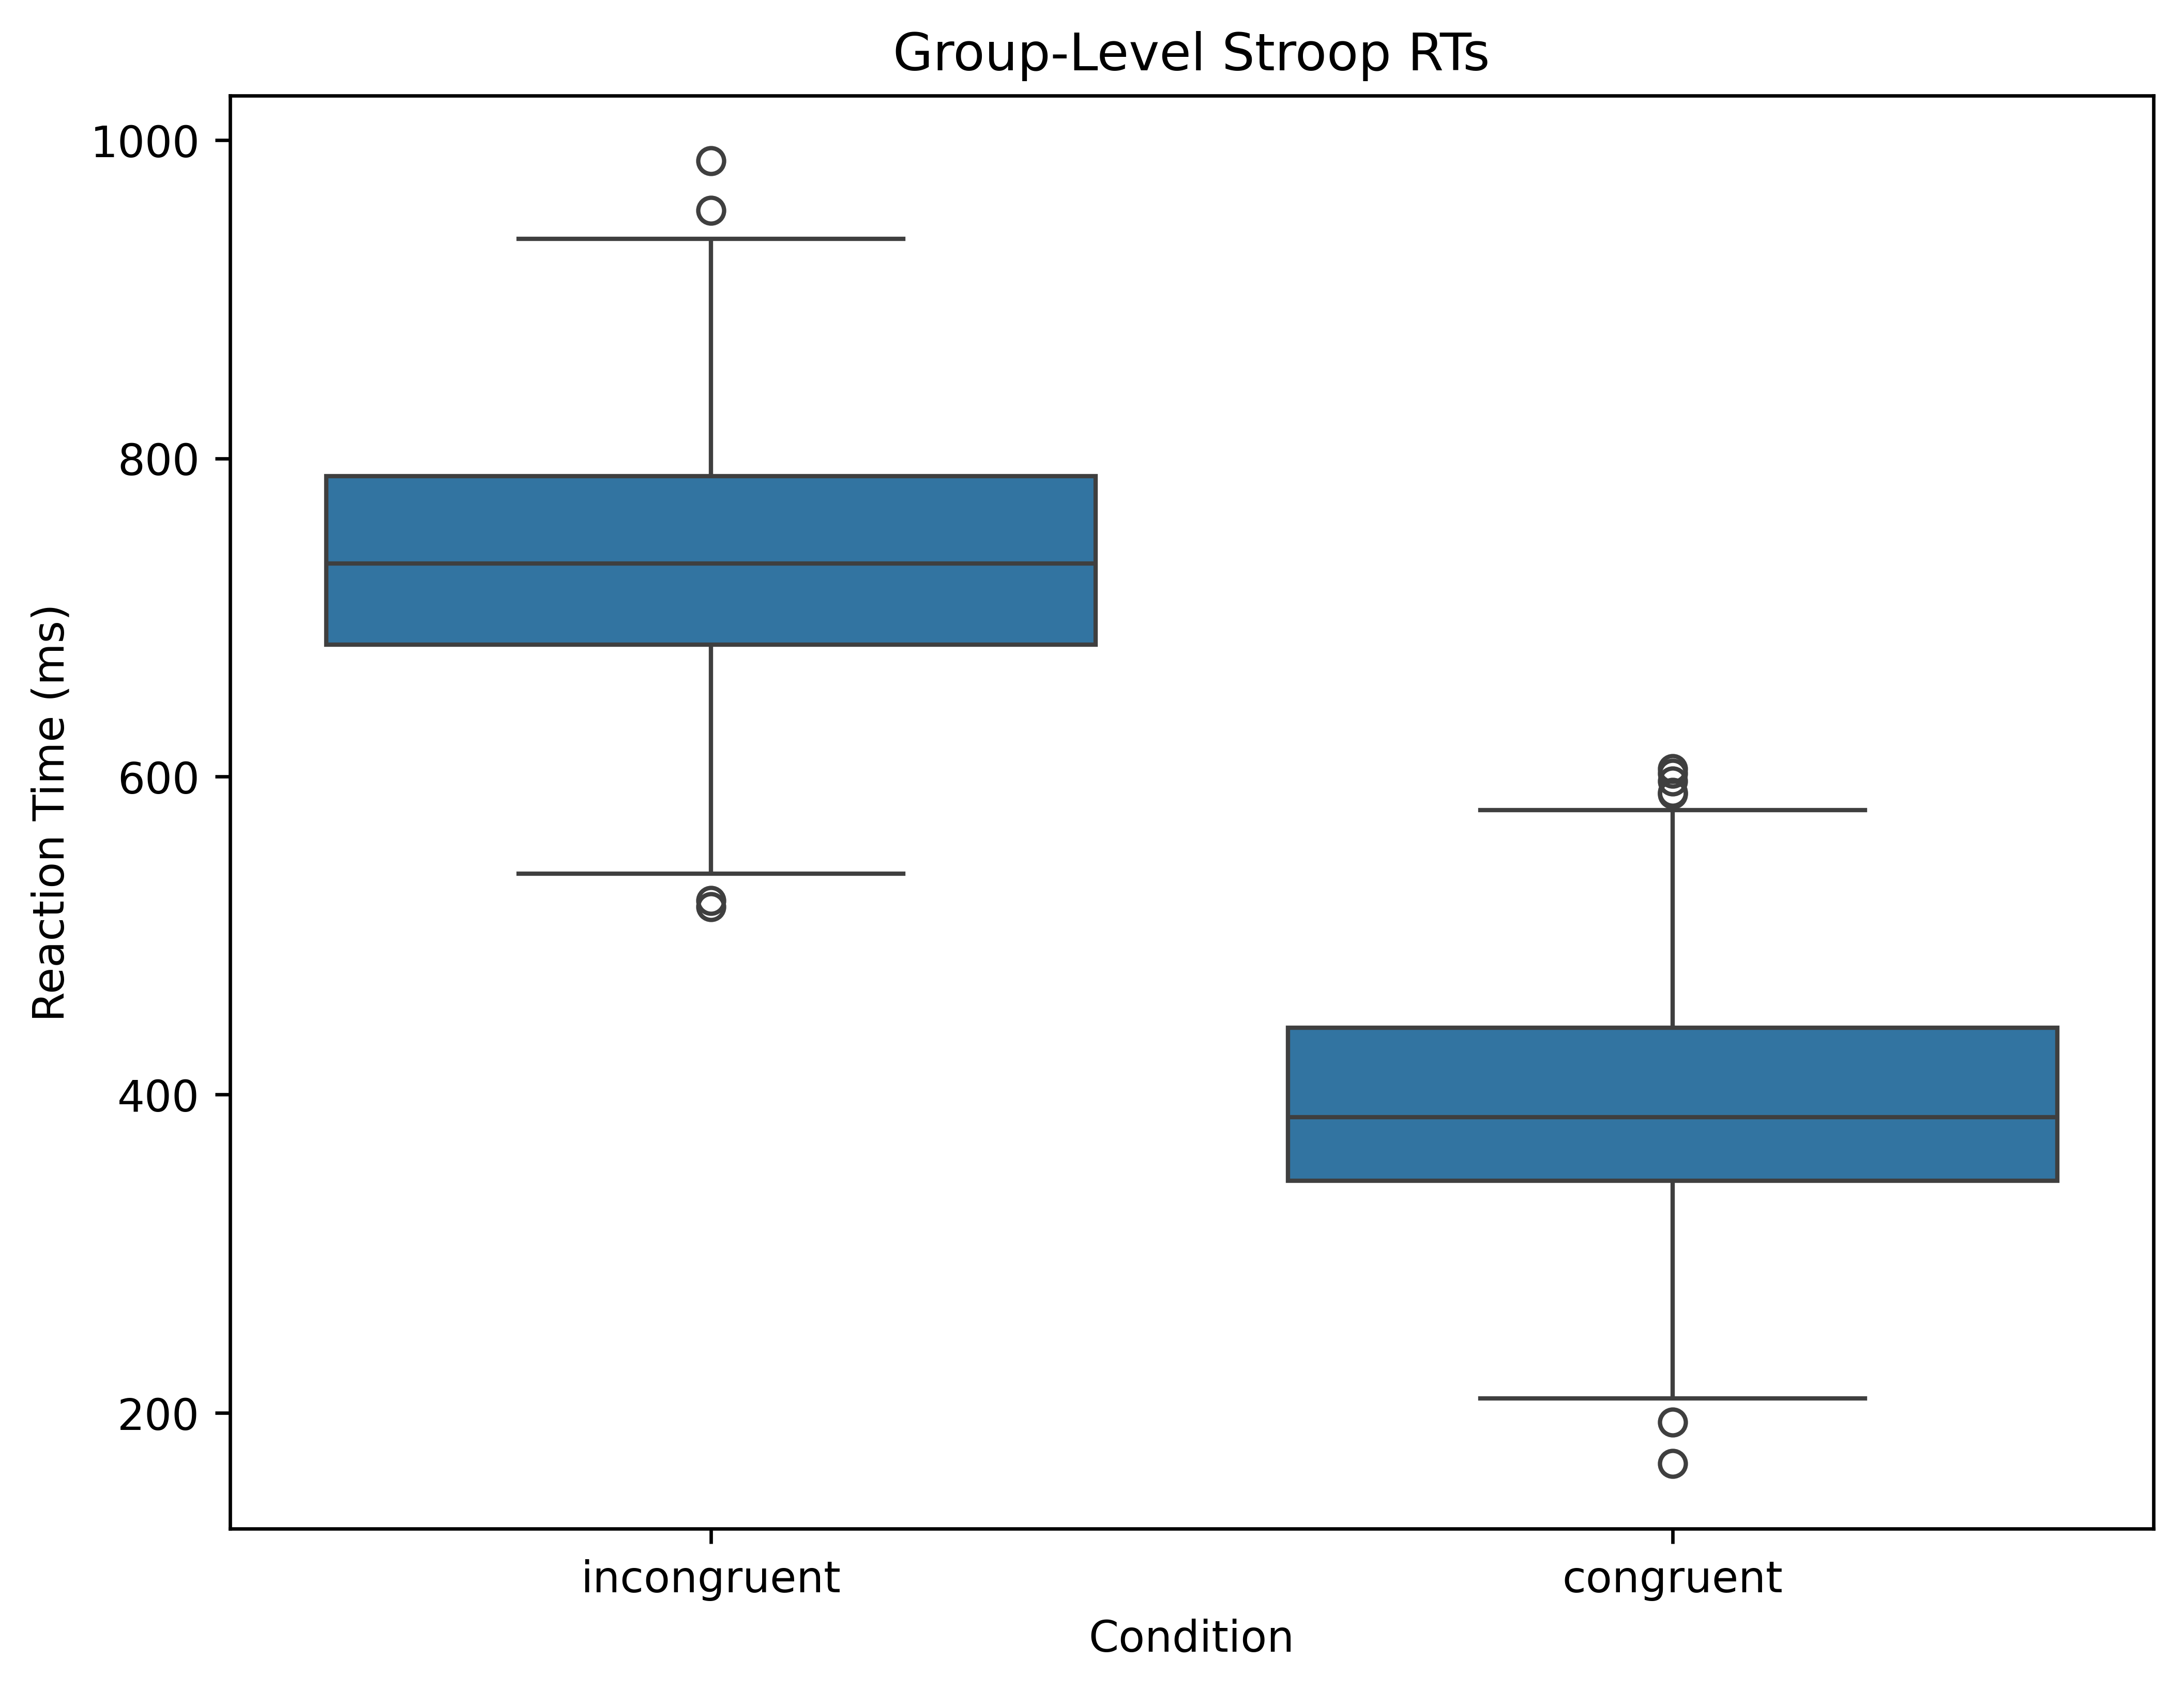 Group-Level Stroop RTs
1000
800
600
400
200
Reaction Time (ms)
incongruent congruent
Condition